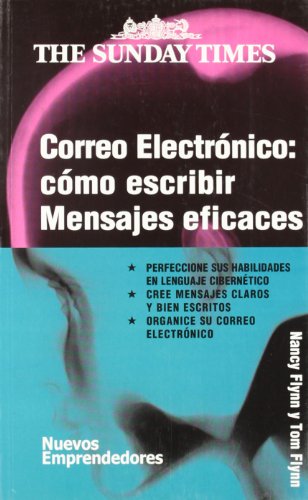 THE SUNDAY TIMES
Correo Electrónico:
cómo escribir
Mensajes eficaces
★ PERFECCIONE SUS HABILIDADES
EN LENGUAJE CIBERNÉTICO
★ CREE MENSAJES CLAROS
Y BIEN ESCRITOS
★ ORGANICE SU CORREO
ELECTRÓNICO
Nancy Flynn y Tom Flynn
Nuevos
Emprendedores